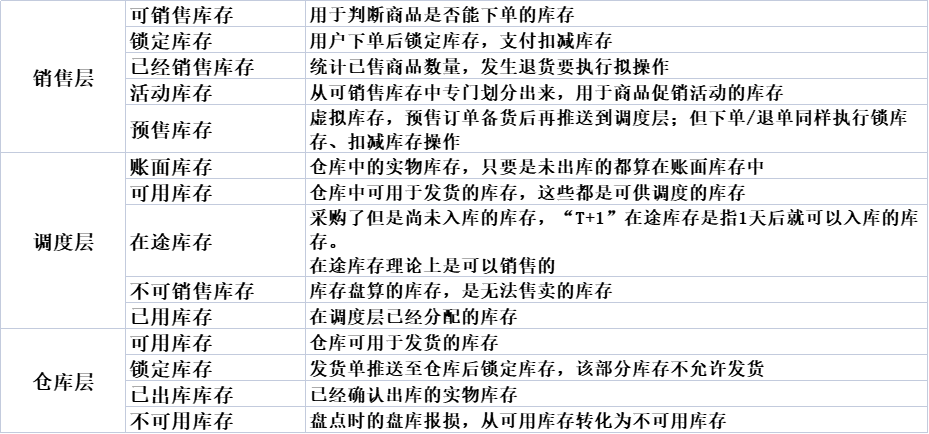 销售层
可销售库存 用于判断商品是否能下单的库存
锁定库存 用户下单后锁定库存，支付扣减库存
已经销售库存 统计已售商品数量，发生退货要执行拟操作
活动库存 从可销售库存中专门划分出来，用于商品促销活动的库存
预售库存 虚拟库存，预售订单备货后再推送到调度层；但下单/退单同样执行锁库
存、扣减库存操作
调度层
账面库存 仓库中的实物库存，只要是未出库的都算在账面库存中
可用库存 仓库中可用于发货的库存，这些都是可供调度的库存
在途库存 采购了但是尚未入库的库存，“T+1”在途库存是指1天后就可以入库的库
存。
在途库存理论上是可以销售的
不可销售库存 库存盘算的库存，是无法售卖的库存
已用库存 在调度层已经分配的库存
仓库层
可用库存 仓库可用于发货的库存
锁定库存 发货单推送至仓库后锁定库存，该部分库存不允许发货
已出库库存 已经确认出库的实物库存
不可用库存 盘点时的盘库报损，从可用库存转化为不可用库存